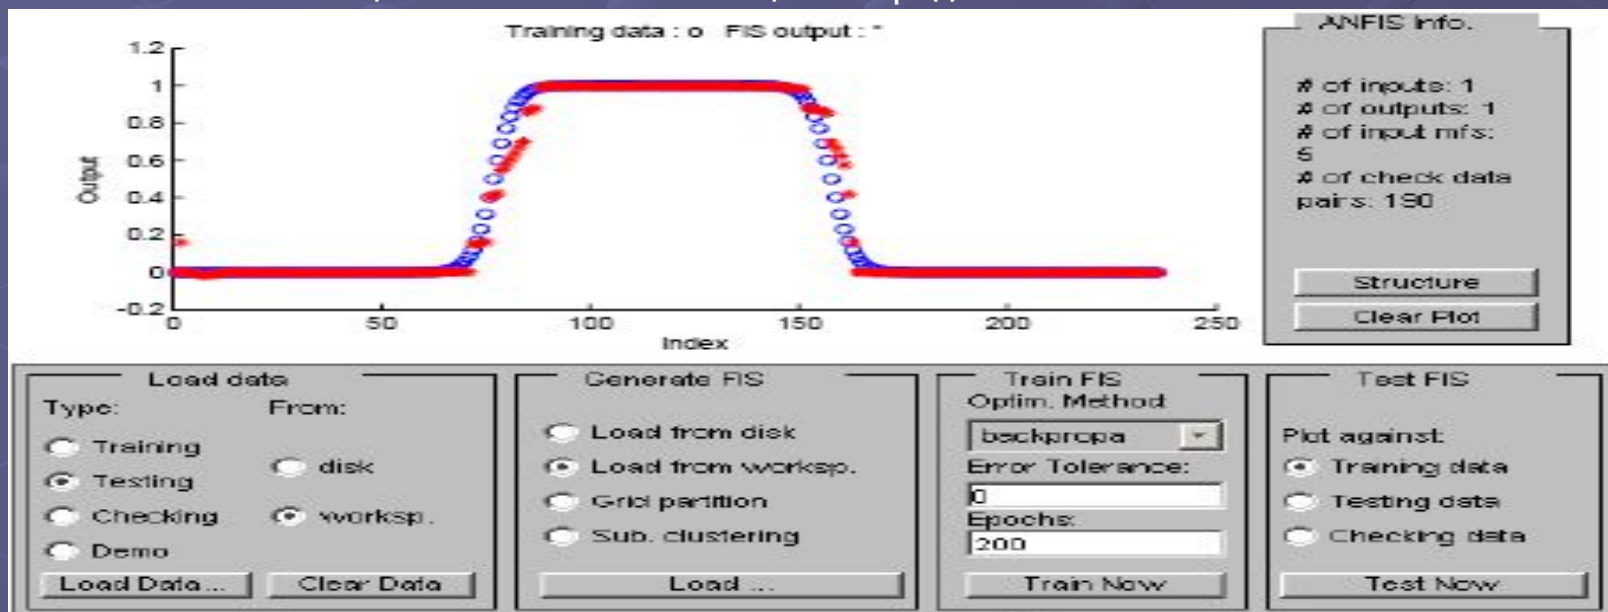 Training data : o FIS output : *
1.2
1
0.8
0.6
0.4
0.2
0
-0.2
Output
0
50
100
150
200
250
Index
ANFIS Info.
# of inputs: 1
# of outputs: 1
# of input mfs:
5
# of check data
pairs: 190
Structure
Clear Plot
Load data
Type:
From:
Training
Testing
Checking
Demo
disk
worksp.
Load Data...
Clear Data
Generate FIS
Load from disk
Load from worksp.
Grid partition
Sub. clustering
Load ...
Train FIS
Optim. Method:
backpropa
Error Tolerance:
0
Epochs:
200
Train Now
Test FIS
Plot against:
Training data
Testing data
Checking data
Test Now